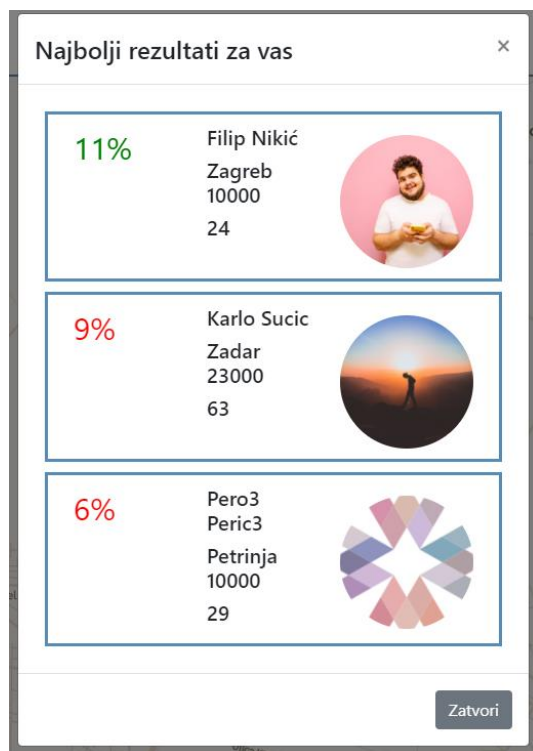 Najbolji rezultati za vas
×
11%
Filip Nikić
Zagreb
10000
24
9%
Karlo Sucic
Zadar
23000
63
6%
Pero3
Peric3
Petrinja
10000
29
Zatvori